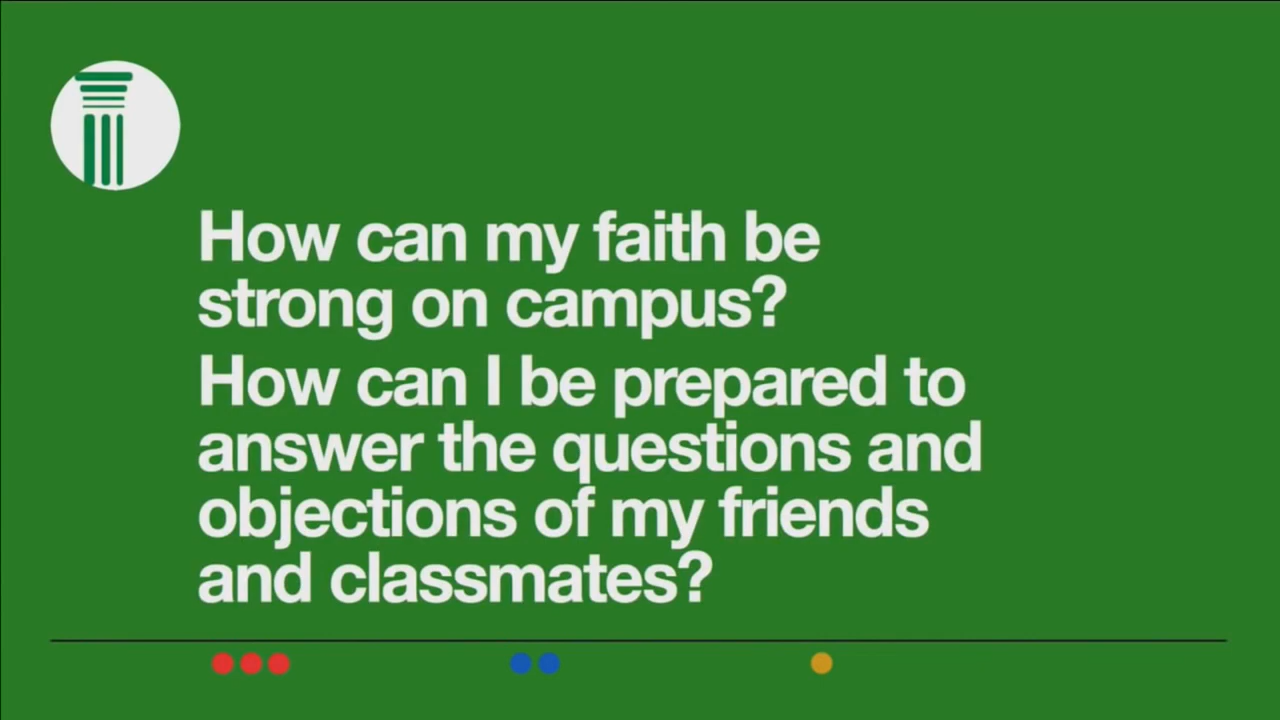 How can my faith be
strong on campus?
How can I be prepared to
answer the questions and
objections of my friends
and classmates?